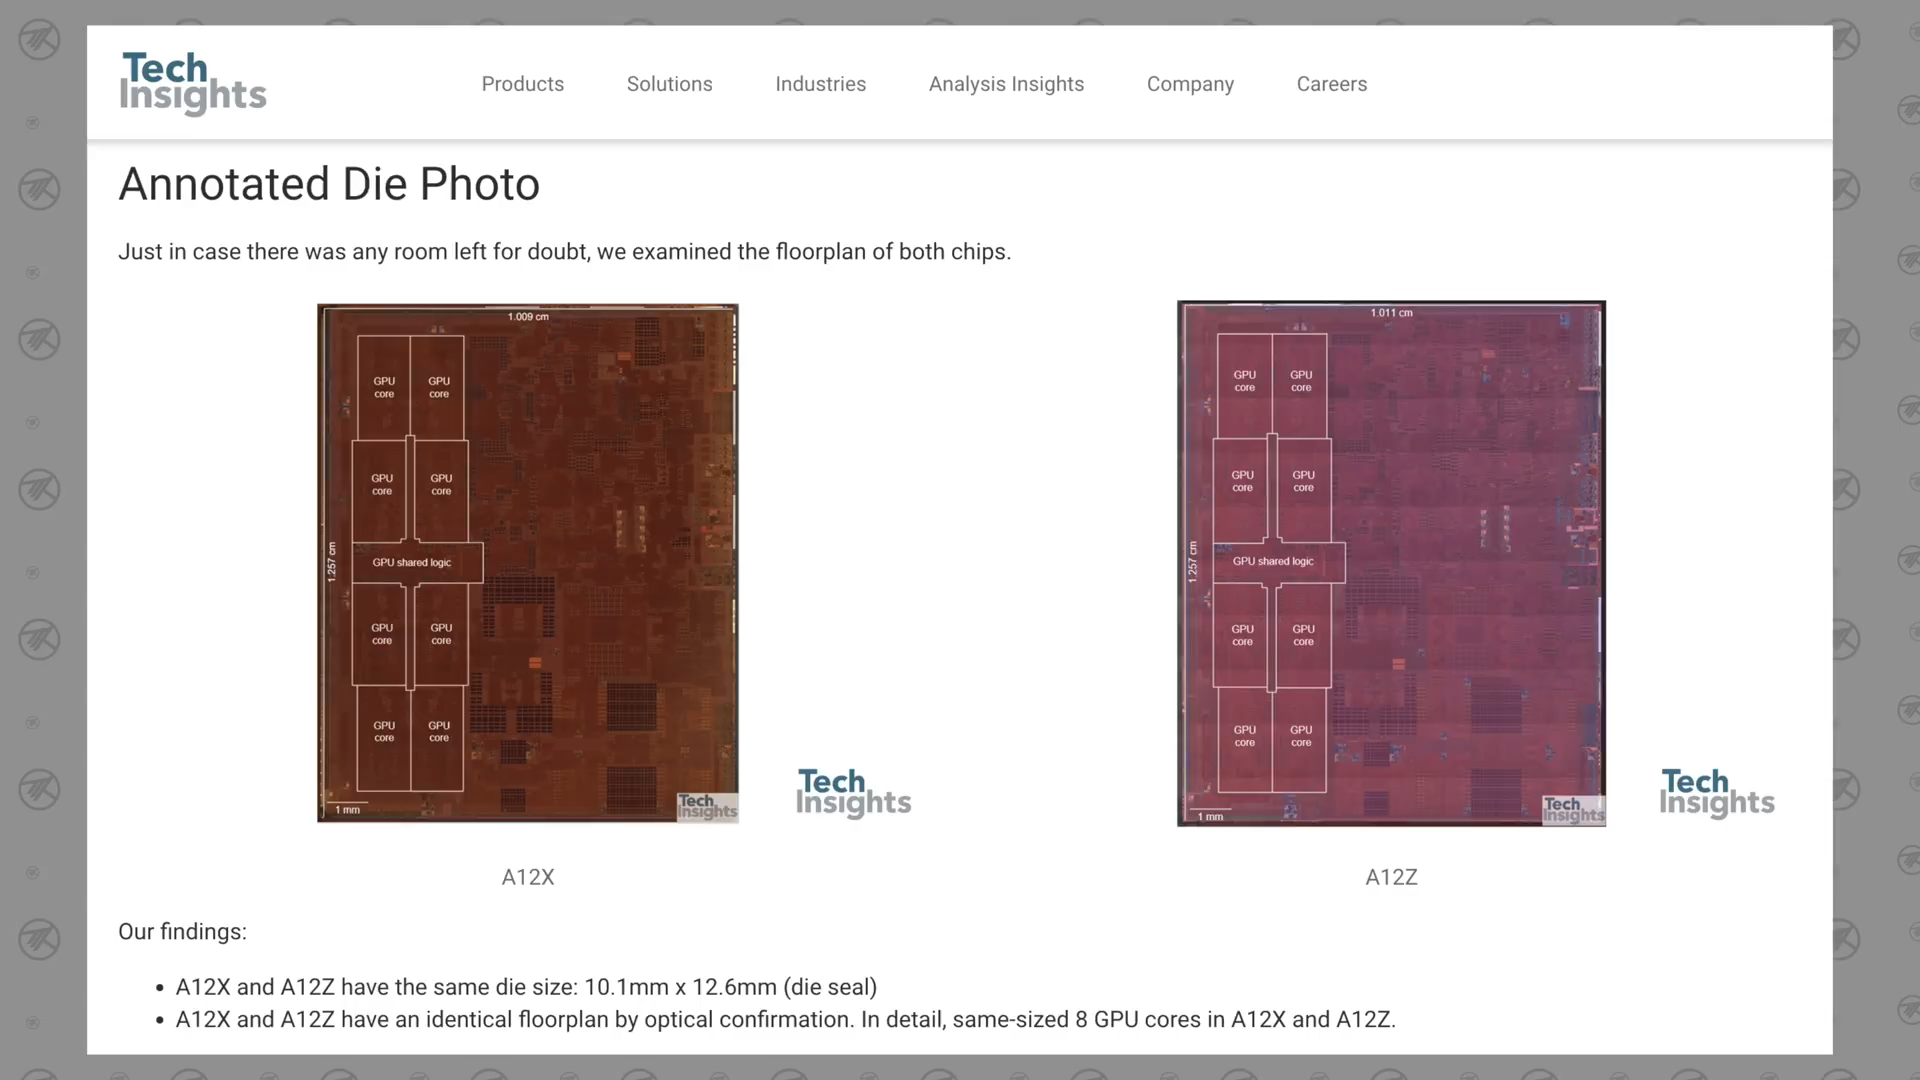 Tech
Insights
Products
Solutions
Industries
Analysis Insights
Company
Careers
Annotated Die Photo
Just in case there was any room left for doubt, we examined the floorplan of both chips.
1.009 cm
GPU
core
GPU
core
GPU
core
GPU
core
1.257 cm
GPU shared logic
GPU
core
GPU
core
GPU
core
GPU
core
1 mm
Tech
Insights
Tech
Insights
A12X
1.011 cm
GPU
core
GPU
core
GPU
core
GPU
core
1.257 cm
GPU shared logic
GPU
core
GPU
core
GPU
core
GPU
core
1 mm
Tech
Insights
Tech
Insights
A12Z
Our findings:
• A12X and A12Z have the same die size: 10.1mm x 12.6mm (die seal)
• A12X and A12Z have an identical floorplan by optical confirmation. In detail, same-sized 8 GPU cores in A12X and A12Z.